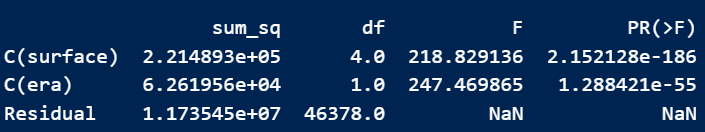 sum_sq df F PR(>F)
C(surface) 2.214893e+05 4.0 218.829136 2.152128e-186
C(era) 6.261956e+04 1.0 247.469865 1.288421e-55
Residual 1.173545e+07 46378.0 NaN NaN